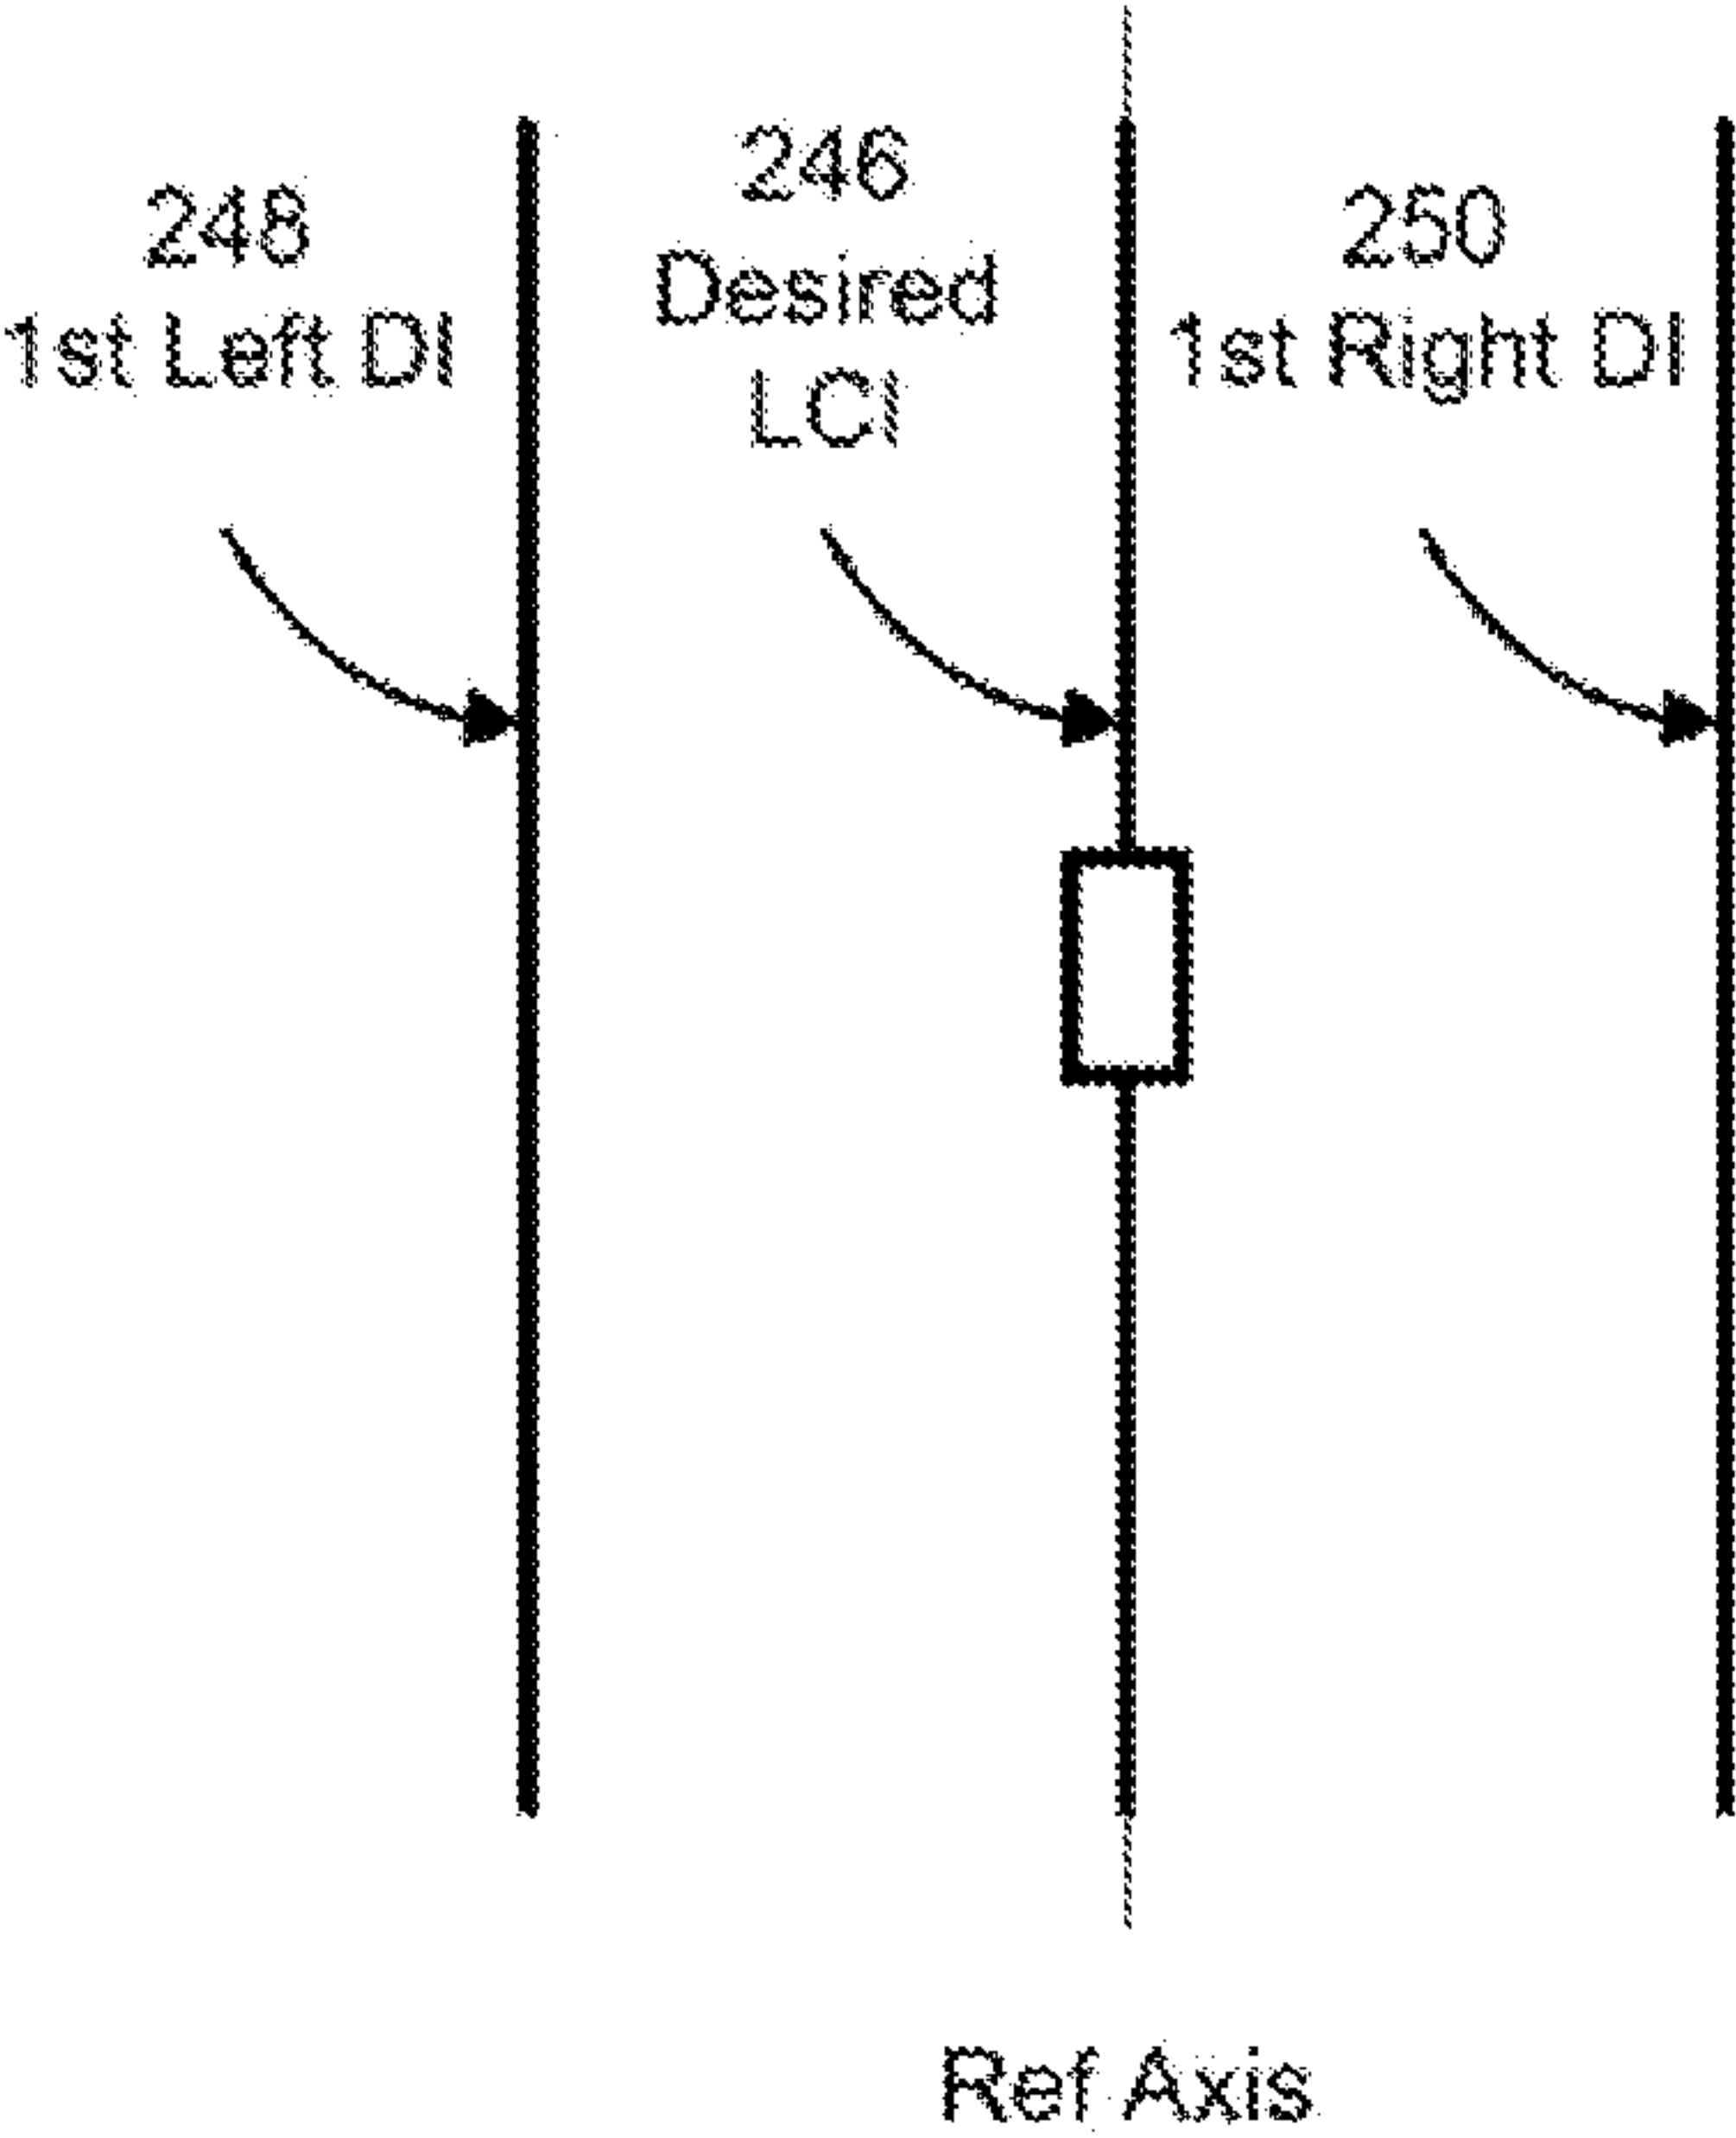 248
1st Left DI
246
Desired
LCI
250
1st Right DI
Ref Axis